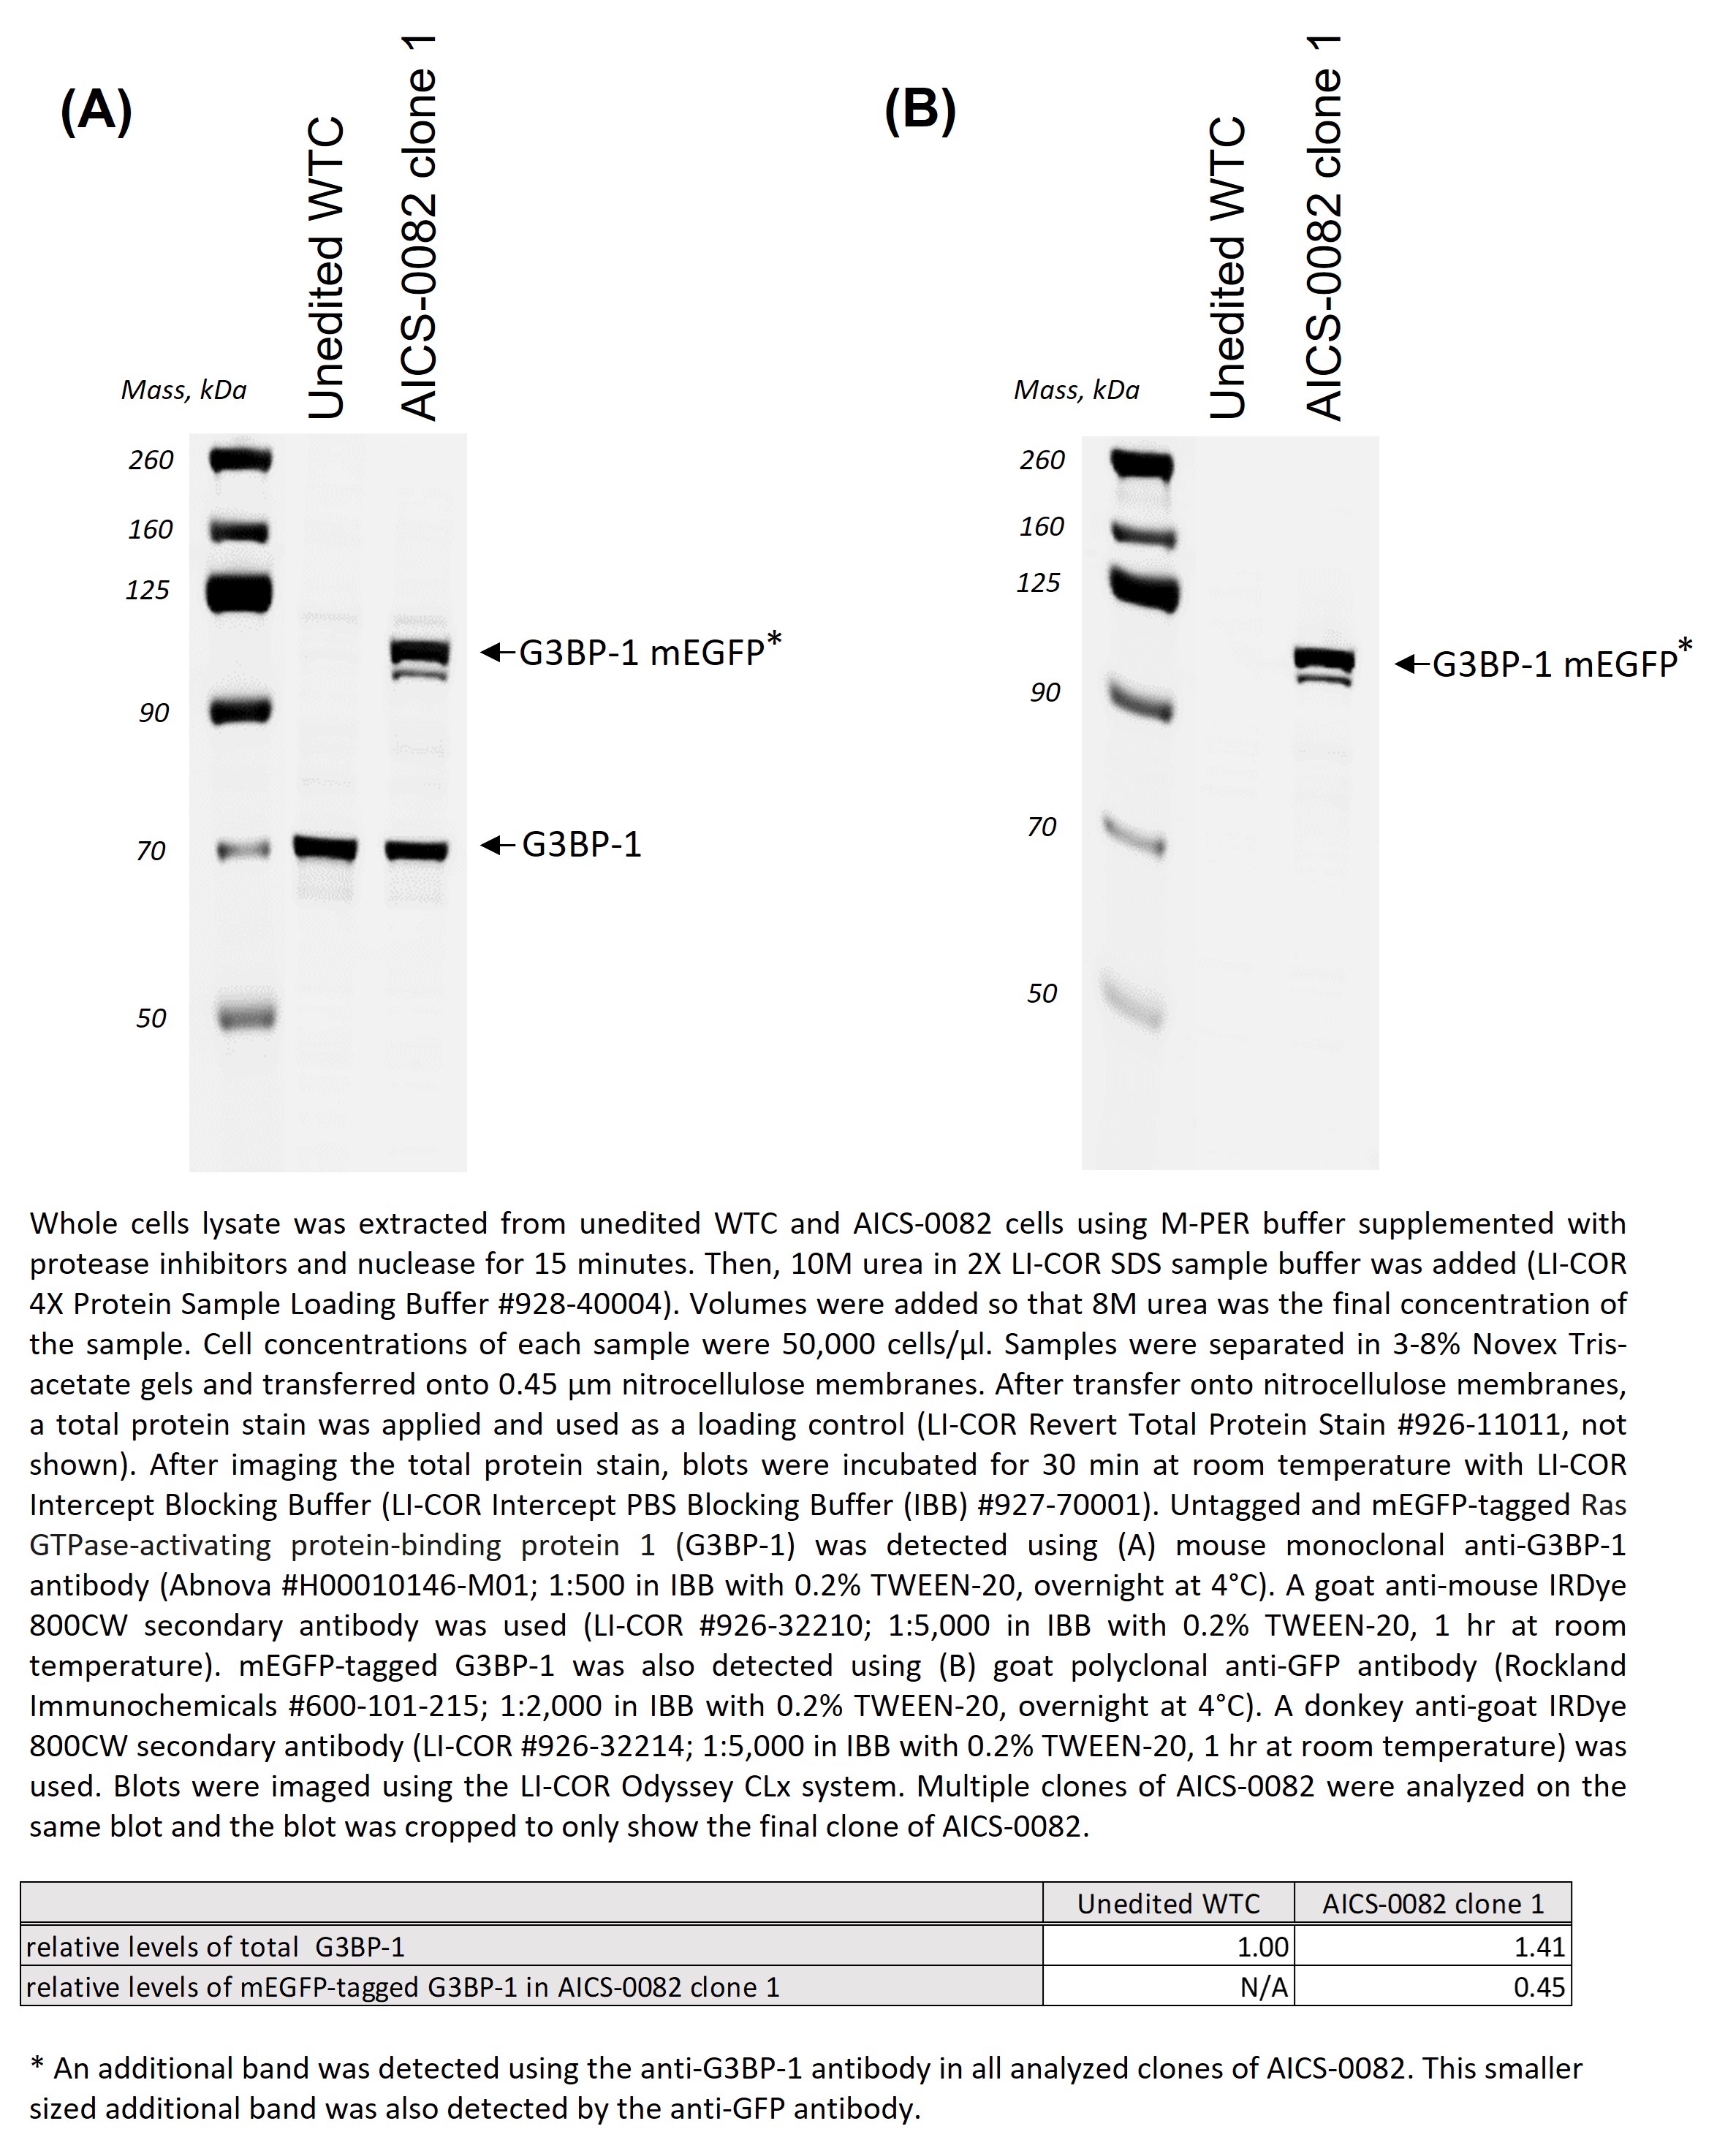 (A)
Unedited WTC
AICS-0082 clone 1
Mass, kDa
260
160
125
90
70
50
G3BP-1 mEGFP*
G3BP-1
(B)
Unedited WTC
AICS-0082 clone 1
Mass, kDa
260
160
125
90
70
50
G3BP-1 mEGFP*
Whole cells lysate was extracted from unedited WTC and AICS-0082 cells using M-PER buffer supplemented with
protease inhibitors and nuclease for 15 minutes. Then, 10M urea in 2X LI-COR SDS sample buffer was added (LI-COR
4X Protein Sample Loading Buffer #928-40004). Volumes were added so that 8M urea was the final concentration of
the sample. Cell concentrations of each sample were 50,000 cells/µl. Samples were separated in 3-8% Novex Tris-
acetate gels and transferred onto 0.45 µm nitrocellulose membranes. After transfer onto nitrocellulose membranes,
a total protein stain was applied and used as a loading control (LI-COR Revert Total Protein Stain #926-11011, not
shown). After imaging the total protein stain, blots were incubated for 30 min at room temperature with LI-COR
Intercept Blocking Buffer (LI-COR Intercept PBS Blocking Buffer (IBB) #927-70001). Untagged and mEGFP-tagged Ras
GTPase-activating protein-binding protein 1 (G3BP-1) was detected using (A) mouse monoclonal anti-G3BP-1
antibody (Abnova #H00010146-M01; 1:500 in IBB with 0.2% TWEEN-20, overnight at 4°C). A goat anti-mouse IRDye
800CW secondary antibody was used (LI-COR #926-32210; 1:5,000 in IBB with 0.2% TWEEN-20, 1 hr at room
temperature). mEGFP-tagged G3BP-1 was also detected using (B) goat polyclonal anti-GFP antibody (Rockland
Immunochemicals #600-101-215; 1:2,000 in IBB with 0.2% TWEEN-20, overnight at 4°C). A donkey anti-goat IRDye
800CW secondary antibody (LI-COR #926-32214; 1:5,000 in IBB with 0.2% TWEEN-20, 1 hr at room temperature) was
used. Blots were imaged using the LI-COR Odyssey CLx system. Multiple clones of AICS-0082 were analyzed on the
same blot and the blot was cropped to only show the final clone of AICS-0082.
Unedited WTC AICS-0082 clone 1
relative levels of total G3BP-1 1.00 1.41
relative levels of mEGFP-tagged G3BP-1 in AICS-0082 clone 1 N/A 0.45
* An additional band was detected using the anti-G3BP-1 antibody in all analyzed clones of AICS-0082. This smaller
sized additional band was also detected by the anti-GFP antibody.